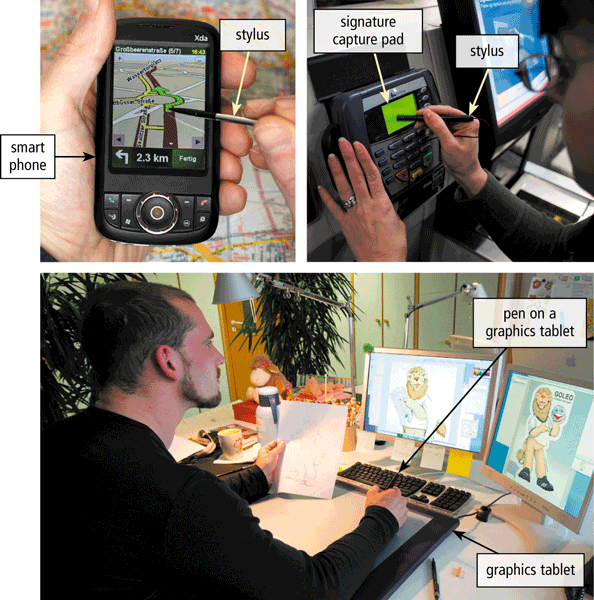 stylus
Xda
Großbeerenstraße (5/7) 16:43
smart
phone
2.3 km Fertig
signature
capture pad
stylus
pen on a
graphics tablet
GOLEO
graphics tablet